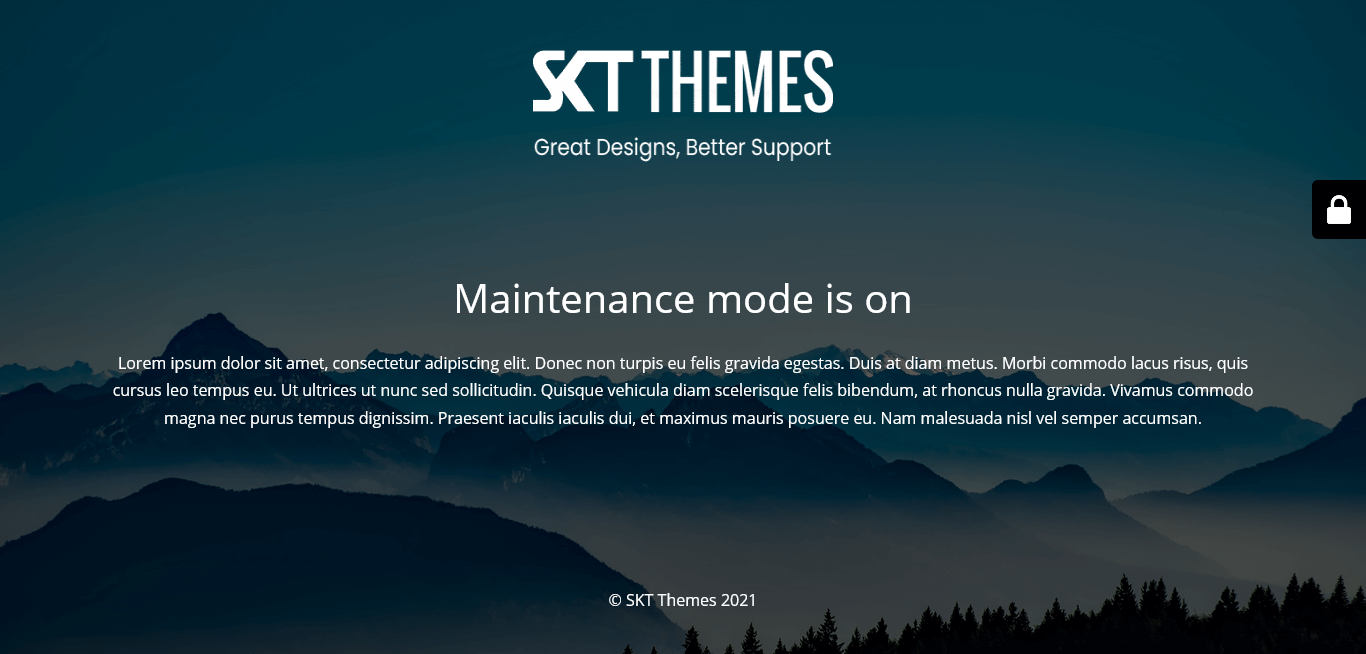 SKT THEMES
Great Designs, Better Support
Maintenance mode is on
Lorem ipsum dolor sit amet, consectetur adipiscing elit. Donec non turpis eu felis gravida egestas. Duis at diam metus. Morbi commodo lacus risus, quis
cursus leo tempus eu. Ut ultrices ut nunc sed sollicitudin. Quisque vehicula diam scelerisque felis bibendum, at rhoncus nulla gravida. Vivamus commodo
magna nec purus tempus dignissim. Praesent iaculis iaculis dui, et maximus mauris posuere eu. Nam malesuada nisl vel semper accumsan.
© SKT Themes 2021